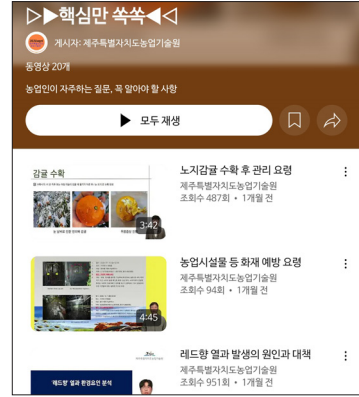 ▷▶핵심만 쏙쏙◀◁
게시자: 제주특별자치도농업기술원
동영상 20개
농업인이 자주하는 질문, 꼭 알아야 할 사항
▶ 모두 재생
감귤 수확
3:42
노지감귤 수확 후 관리 요령
제주특별자치도농업기술원
조회수 487회 • 1개월 전
4:45
농업시설물 등 화재 예방 요령
제주특별자치도농업기술원
조회수 94회 • 1개월 전
'레드향' 열과 환경요인 분석
레드향 열과 발생의 원인과 대책
제주특별자치도농업기술원
조회수 951회 • 1개월 전